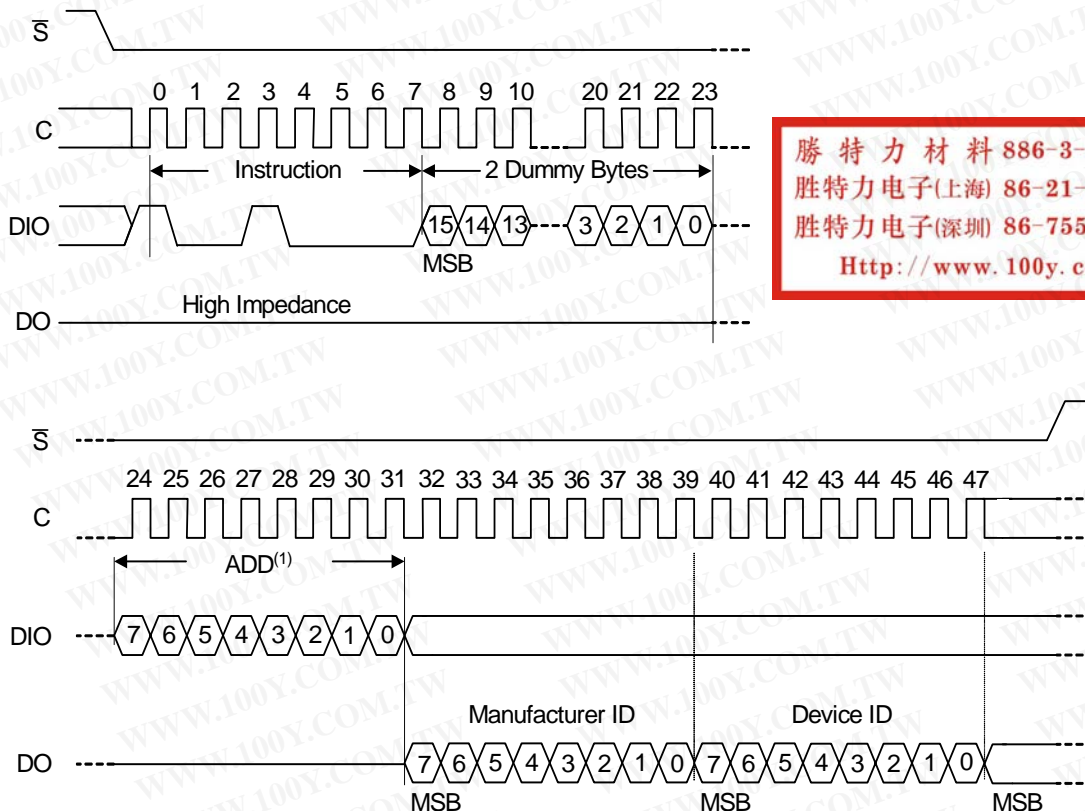 S̅
0 1 2 3 4 5 6 7 8 9 10 20 21 22 23
C
Instruction 2 Dummy Bytes
DIO 15 14 13 3 2 1 0
MSB
High Impedance
DO
勝特力材料 886-3-
胜特力电子(上海) 86-21-
胜特力电子(深圳) 86-755
Http://www.100y.c
S̅
24 25 26 27 28 29 30 31 32 33 34 35 36 37 38 39 40 41 42 43 44 45 46 47
C
ADD(1)
DIO 7 6 5 4 3 2 1 0
Manufacturer ID Device ID
DO 7 6 5 4 3 2 1 0 7 6 5 4 3 2 1 0
MSB MSB MSB
WWW.100Y.COM.TW